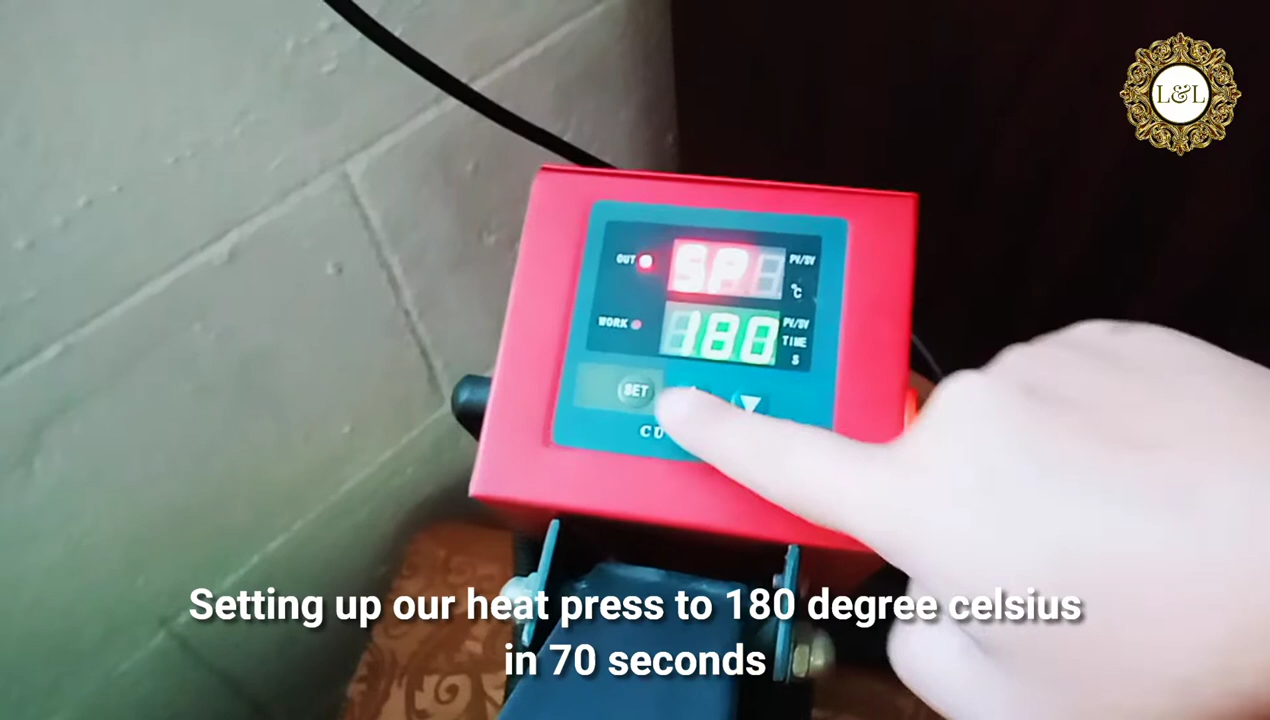 L&L
OUT
SP
PV/SV
°C
WORK
180
PV/SV
TIME
S
SET
CU
Setting up our heat press to 180 degree celsius
in 70 seconds